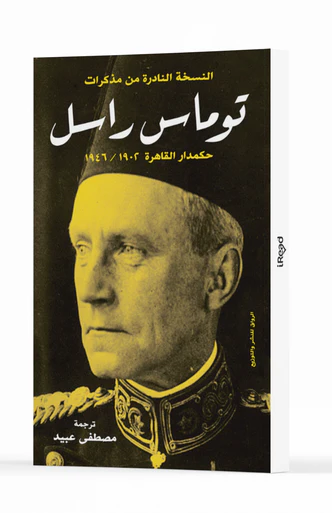 النسخة النادرة من مذكرات
توماس راسل
حكمدار القاهرة ١٩٠٢ / ١٩٤٦
ترجمة
مصطفى عبيد
الرواق للنشر والتوزيع
iRead